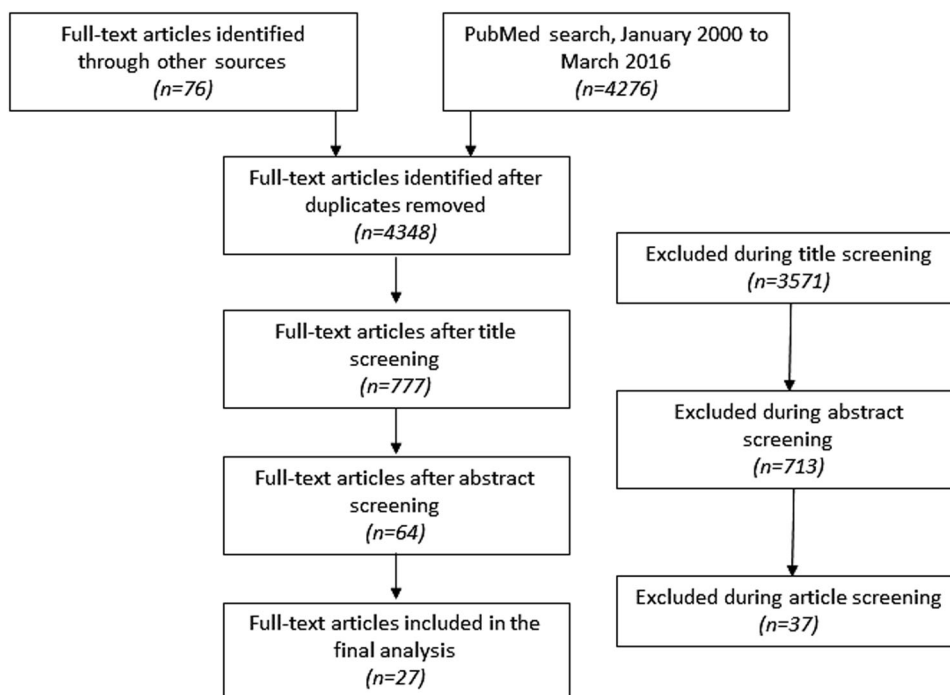 Full-text articles identified
through other sources
(n=76)
PubMed search, January 2000 to
March 2016
(n=4276)
Full-text articles identified after
duplicates removed
(n=4348)
Excluded during title screening
(n=3571)
Full-text articles after title
screening
(n=777)
Excluded during abstract
screening
(n=713)
Full-text articles after abstract
screening
(n=64)
Excluded during article screening
(n=37)
Full-text articles included in the
final analysis
(n=27)